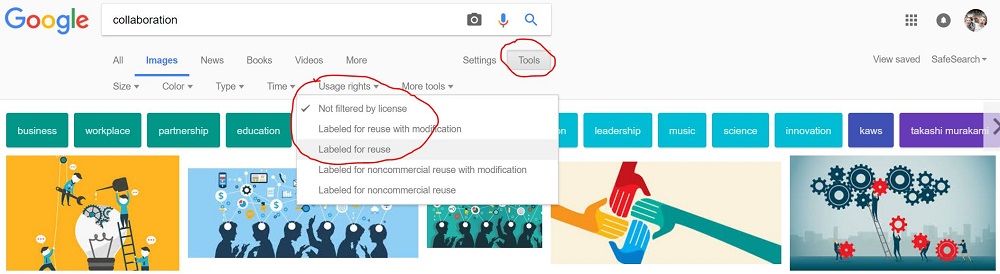 Google
collaboration
All Images News Books Videos More Settings Tools View saved SafeSearch
Size Color Type Time Usage rights More tools
Not filtered by license
Labeled for reuse with modification
Labeled for reuse
Labeled for noncommercial reuse with modification
Labeled for noncommercial reuse
business workplace partnership education leadership music science innovation kaws takashi murakami